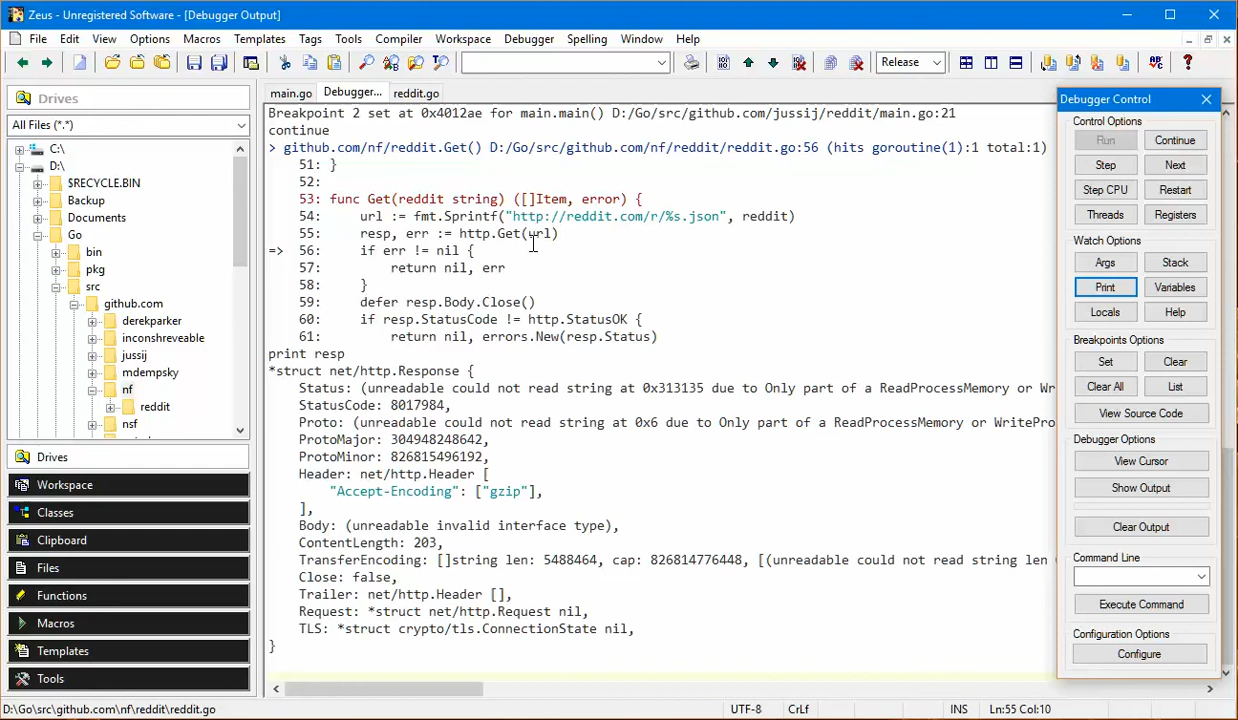 Zeus - Unregistered Software - [Debugger Output]
File Edit View Options Macros Templates Tags Tools Compiler Workspace Debugger Spelling Window Help
Release
Drives
All Files (*.*)
C:\
D:\
$RECYCLE.BIN
Backup
Documents
Go
bin
pkg
src
github.com
derekparker
inconshreveable
jussij
mdempsky
nf
reddit
nsf
Drives
Workspace
Classes
Clipboard
Files
Functions
Macros
Templates
Tools
main.go Debugger... reddit.go
Breakpoint 2 set at 0x4012ae for main.main() D:/Go/src/github.com/jussij/reddit/main.go:21
continue
> github.com/nf/reddit.Get() D:/Go/src/github.com/nf/reddit/reddit.go:56 (hits goroutine(1):1 total:1)
51: }
52:
53: func Get(reddit string) ([]Item, error) {
54: url := fmt.Sprintf("http://reddit.com/r/%s.json", reddit)
55: resp, err := http.Get(url)
=> 56: if err != nil {
57: return nil, err
58: }
59: defer resp.Body.Close()
60: if resp.StatusCode != http.StatusOK {
61: return nil, errors.New(resp.Status)
print resp
*struct net/http.Response {
Status: (unreadable could not read string at 0x313135 due to Only part of a ReadProcessMemory or Wr
StatusCode: 8017984,
Proto: (unreadable could not read string at 0x6 due to Only part of a ReadProcessMemory or WritePro
ProtoMajor: 304948248642,
ProtoMinor: 826815496192,
Header: net/http.Header [
"Accept-Encoding": ["gzip"],
],
Body: (unreadable invalid interface type),
ContentLength: 203,
TransferEncoding: []string len: 5488464, cap: 826814776448, [(unreadable could not read string len
Close: false,
Trailer: net/http.Header [],
Request: *struct net/http.Request nil,
TLS: *struct crypto/tls.ConnectionState nil,
}
Debugger Control
Control Options
Run Continue
Step Next
Step CPU Restart
Threads Registers
Watch Options
Args Stack
Print Variables
Locals Help
Breakpoints Options
Set Clear
Clear All List
View Source Code
Debugger Options
View Cursor
Show Output
Clear Output
Command Line
Execute Command
Configuration Options
Configure
D:\Go\src\github.com\nf\reddit\reddit.go UTF-8 CrLf INS Ln:55 Col:10